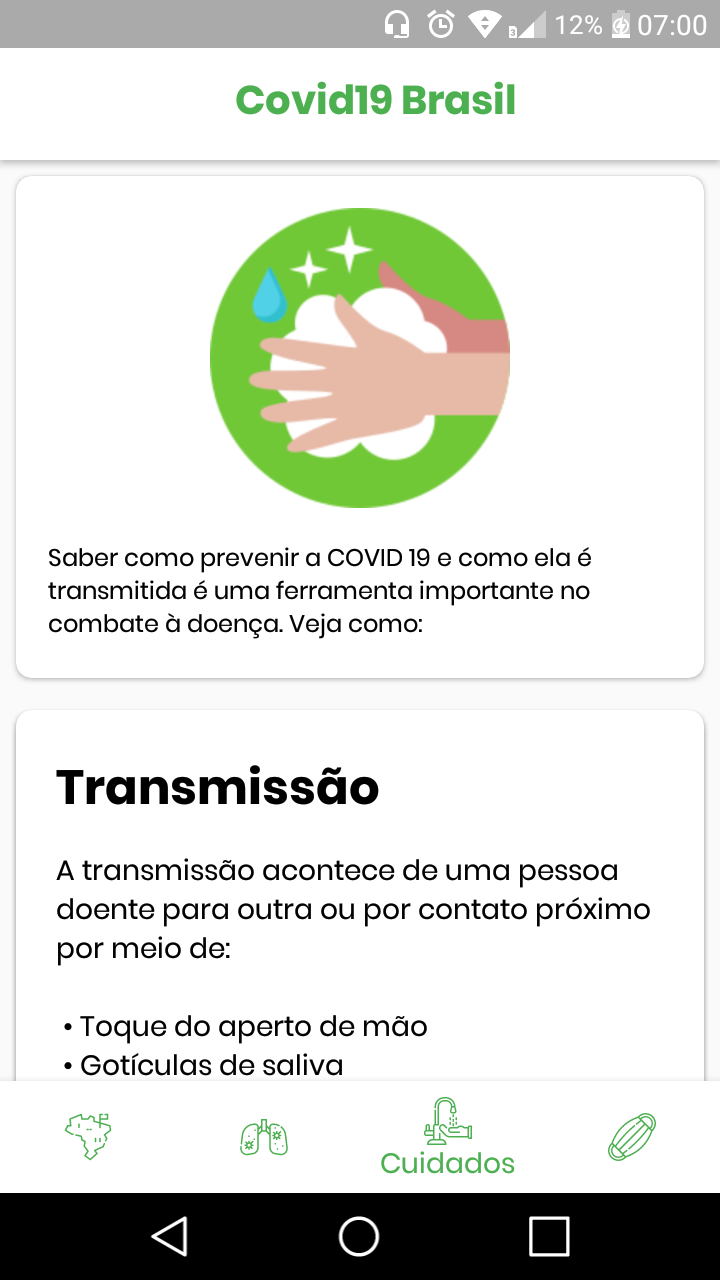 12% 07:00
Covid19 Brasil
Saber como prevenir a COVID 19 e como ela é
transmitida é uma ferramenta importante no
combate à doença. Veja como:
Transmissão
A transmissão acontece de uma pessoa
doente para outra ou por contato próximo
por meio de:
• Toque do aperto de mão
• Gotículas de saliva
Cuidados